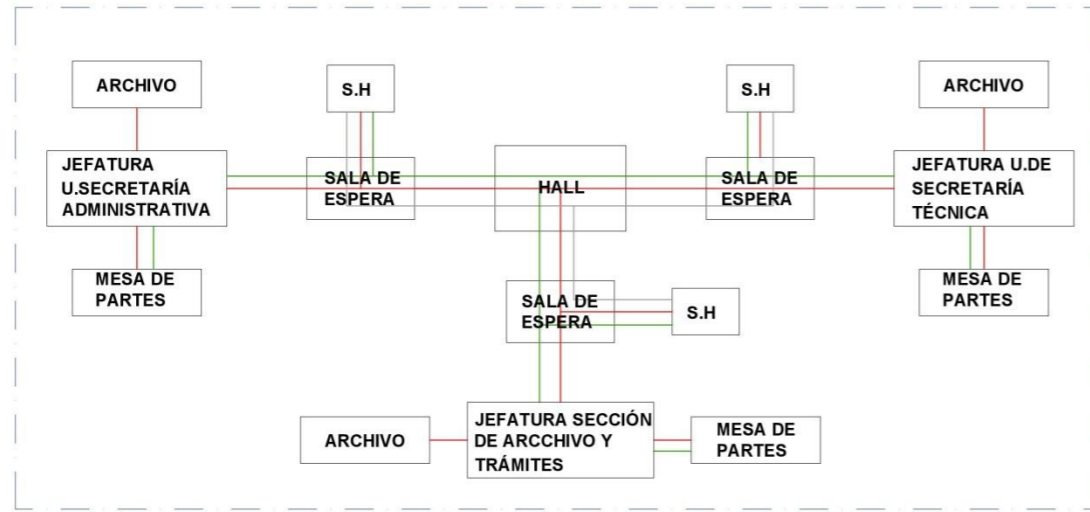 ARCHIVO
S.H
S.H
ARCHIVO
JEFATURA
U.SECRETARÍA
ADMINISTRATIVA
SALA DE
ESPERA
HALL
SALA DE
ESPERA
JEFATURA U.DE
SECRETARÍA
TÉCNICA
MESA DE
PARTES
SALA DE
ESPERA
S.H
MESA DE
PARTES
ARCHIVO
JEFATURA SECCIÓN
DE ARCCHIVO Y
TRÁMITES
MESA DE
PARTES